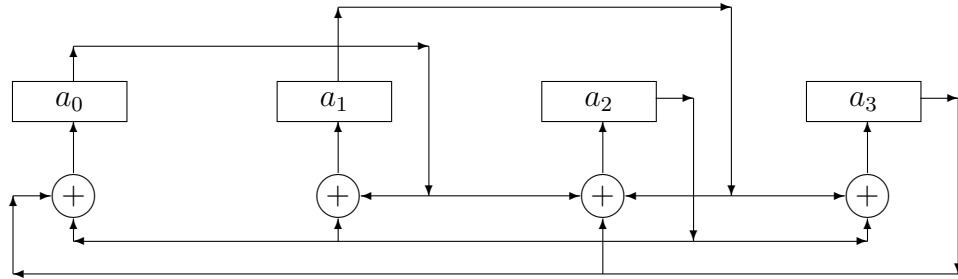 a₀ a₁ a₂ a₃
+ + + +